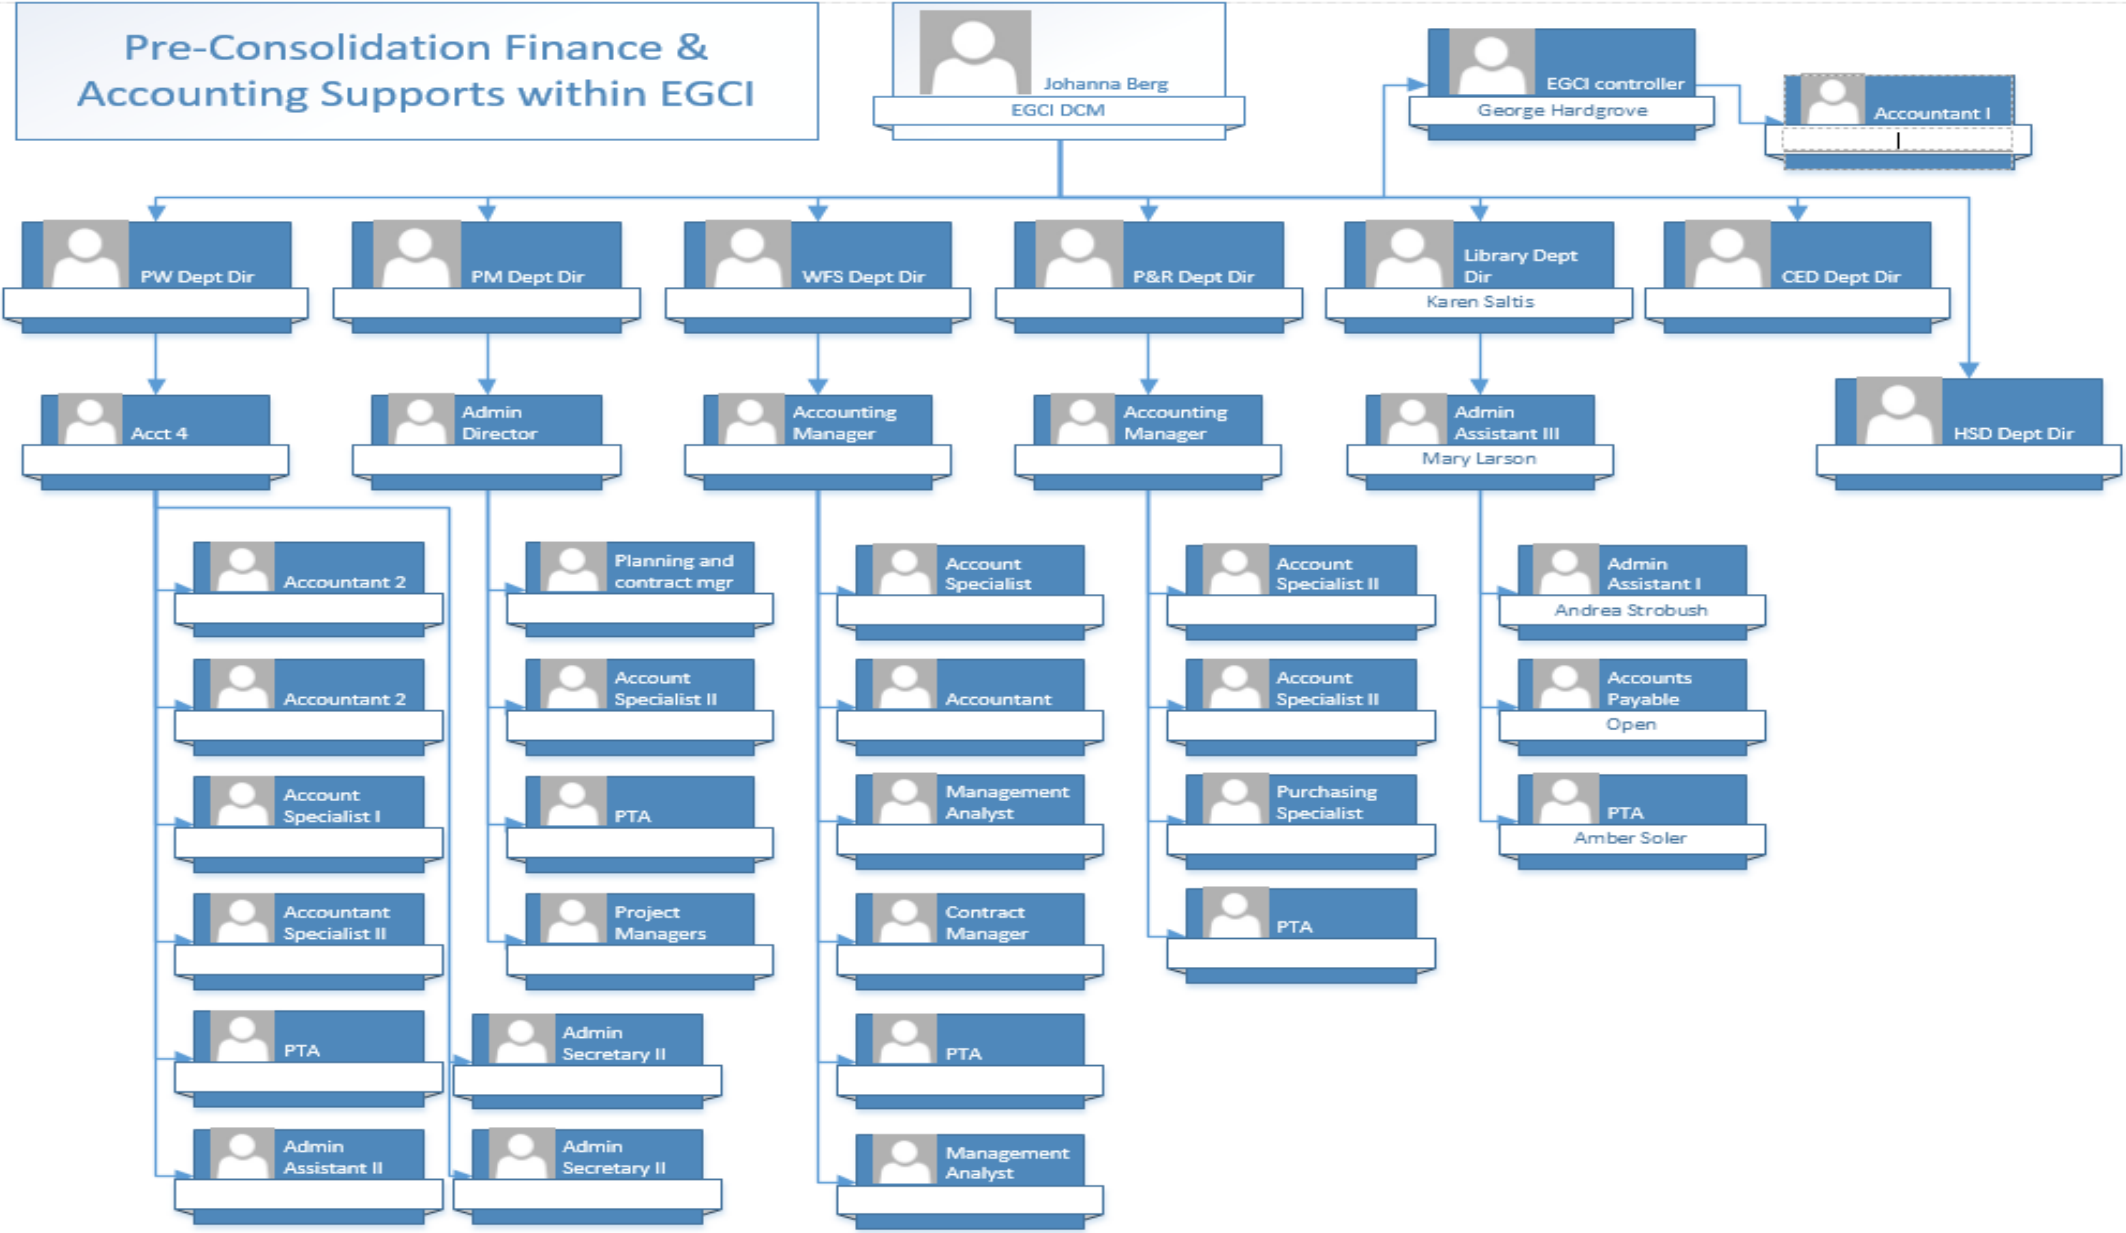 Pre-Consolidation Finance &
Accounting Supports within EGCI
Johanna Berg
EGCI DCM
EGCI controller
George Hardgrove
Accountant I
PW Dept Dir
PM Dept Dir
WFS Dept Dir
P&R Dept Dir
Library Dept
Dir
Karen Saltis
CED Dept Dir
HSD Dept Dir
Acct 4
Admin
Director
Accounting
Manager
Accounting
Manager
Admin
Assistant III
Mary Larson
Accountant 2
Accountant 2
Account
Specialist I
Accountant
Specialist II
PTA
Admin
Assistant II
Admin
Secretary II
Admin
Secretary II
Planning and
contract mgr
Account
Specialist II
PTA
Project
Managers
Account
Specialist
Accountant
Management
Analyst
Contract
Manager
PTA
Management
Analyst
Account
Specialist II
Account
Specialist II
Purchasing
Specialist
PTA
Admin
Assistant I
Andrea Strobush
Accounts
Payable
Open
PTA
Amber Soler